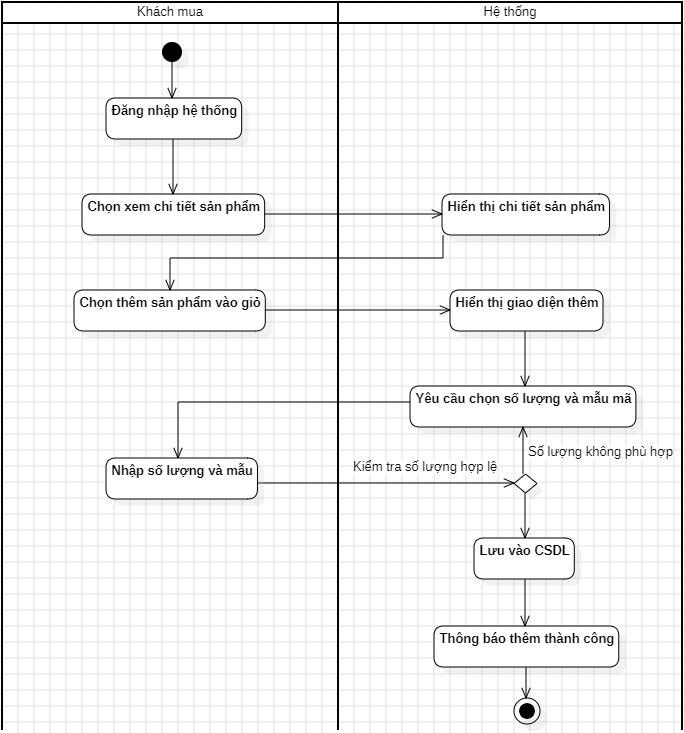 Khách mua
Hệ thống
Đăng nhập hệ thống
Chọn xem chi tiết sản phẩm
Hiển thị chi tiết sản phẩm
Chọn thêm sản phẩm vào giỏ
Hiển thị giao diện thêm
Yêu cầu chọn số lượng và mẫu mã
Số lượng không phù hợp
Nhập số lượng và mẫu
Kiểm tra số lượng hợp lệ
Lưu vào CSDL
Thông báo thêm thành công